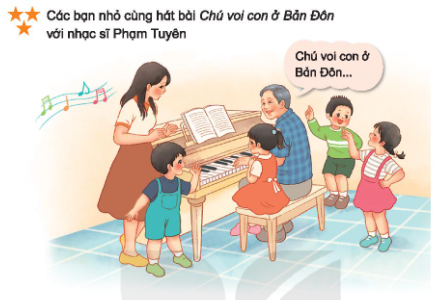 Các bạn nhỏ cùng hát bài Chú voi con ở Bản Đôn
với nhạc sĩ Phạm Tuyên
Chú voi con ở
Bản Đôn...